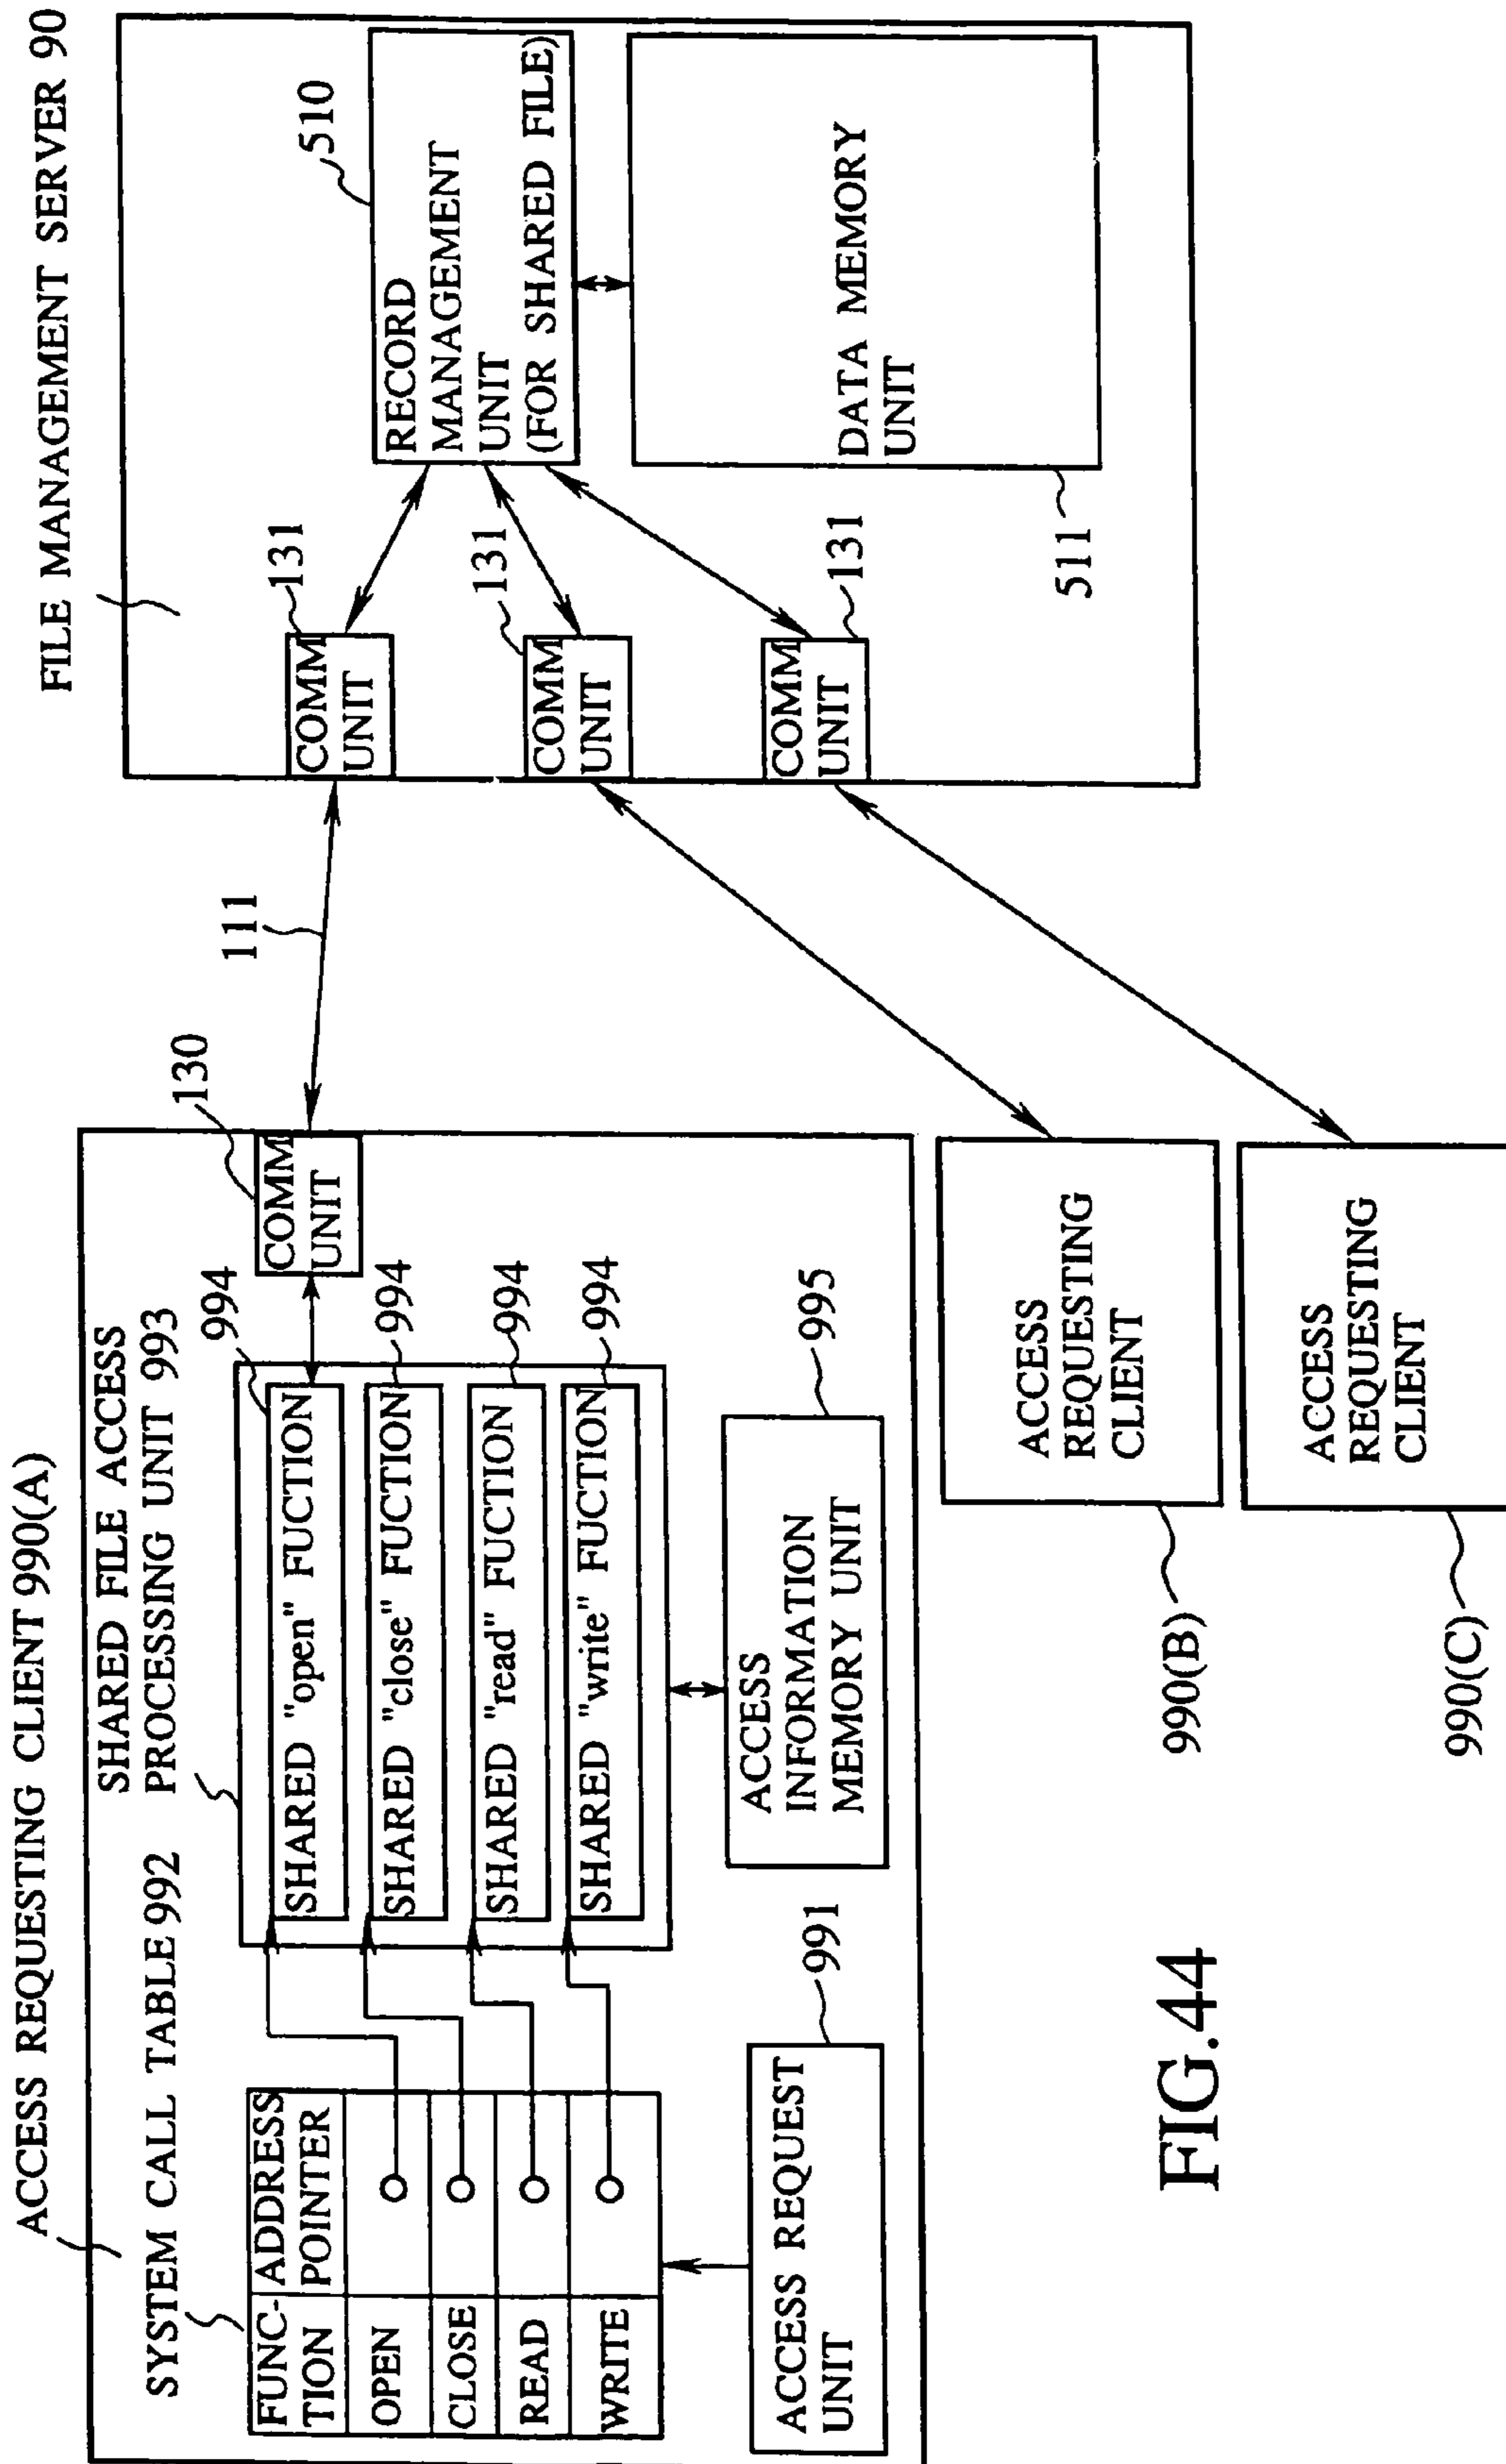 ACCESS REQUESTING CLIENT 990(A)
SYSTEM CALL TABLE 992
FUNC-
TION
ADDRESS
POINTER
OPEN
CLOSE
READ
WRITE
ACCESS REQUEST
UNIT
991
SHARED FILE ACCESS
PROCESSING UNIT 993
994
SHARED "open" FUCTION
994
SHARED "close" FUCTION
994
SHARED "read" FUCTION
994
SHARED "write" FUCTION
ACCESS
INFORMATION
MEMORY UNIT
995
130
COMM
UNIT
111
FILE MANAGEMENT SERVER 90
131
COMM
UNIT
131
COMM
UNIT
131
COMM
UNIT
510
RECORD
MANAGEMENT
UNIT
(FOR SHARED FILE)
DATA MEMORY
UNIT
511
ACCESS
REQUESTING
CLIENT
990(B)
ACCESS
REQUESTING
CLIENT
990(C)
FIG.44